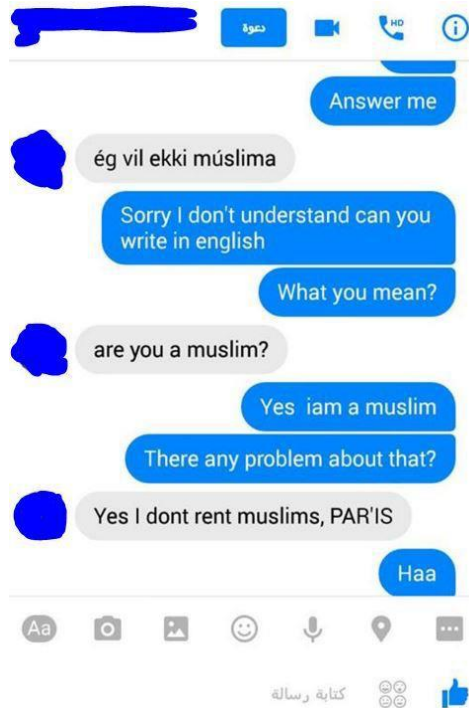 دعوة
HD
Answer me
ég vil ekki múslima
Sorry I don't understand can you
write in english
What you mean?
are you a muslim?
Yes iam a muslim
There any problem about that?
Yes I dont rent muslims, PAR'IS
Haa
Aa
كتابة رسالة